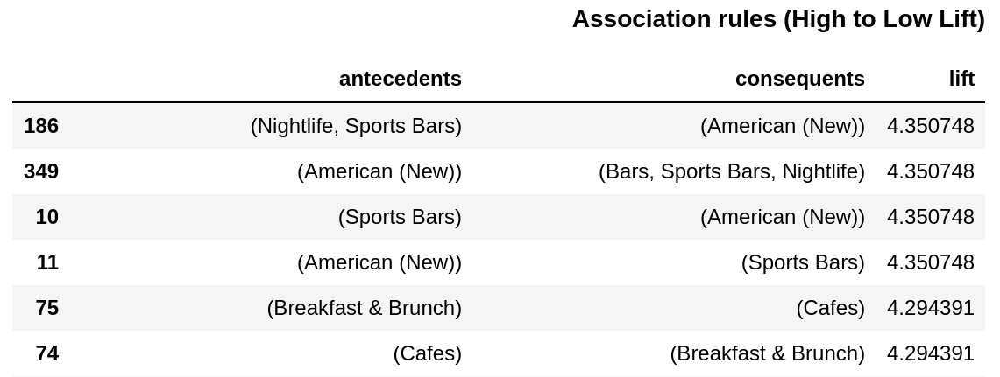 Association rules (High to Low Lift)
antecedents consequents lift
186 (Nightlife, Sports Bars) (American (New)) 4.350748
349 (American (New)) (Bars, Sports Bars, Nightlife) 4.350748
10 (Sports Bars) (American (New)) 4.350748
11 (American (New)) (Sports Bars) 4.350748
75 (Breakfast & Brunch) (Cafes) 4.294391
74 (Cafes) (Breakfast & Brunch) 4.294391